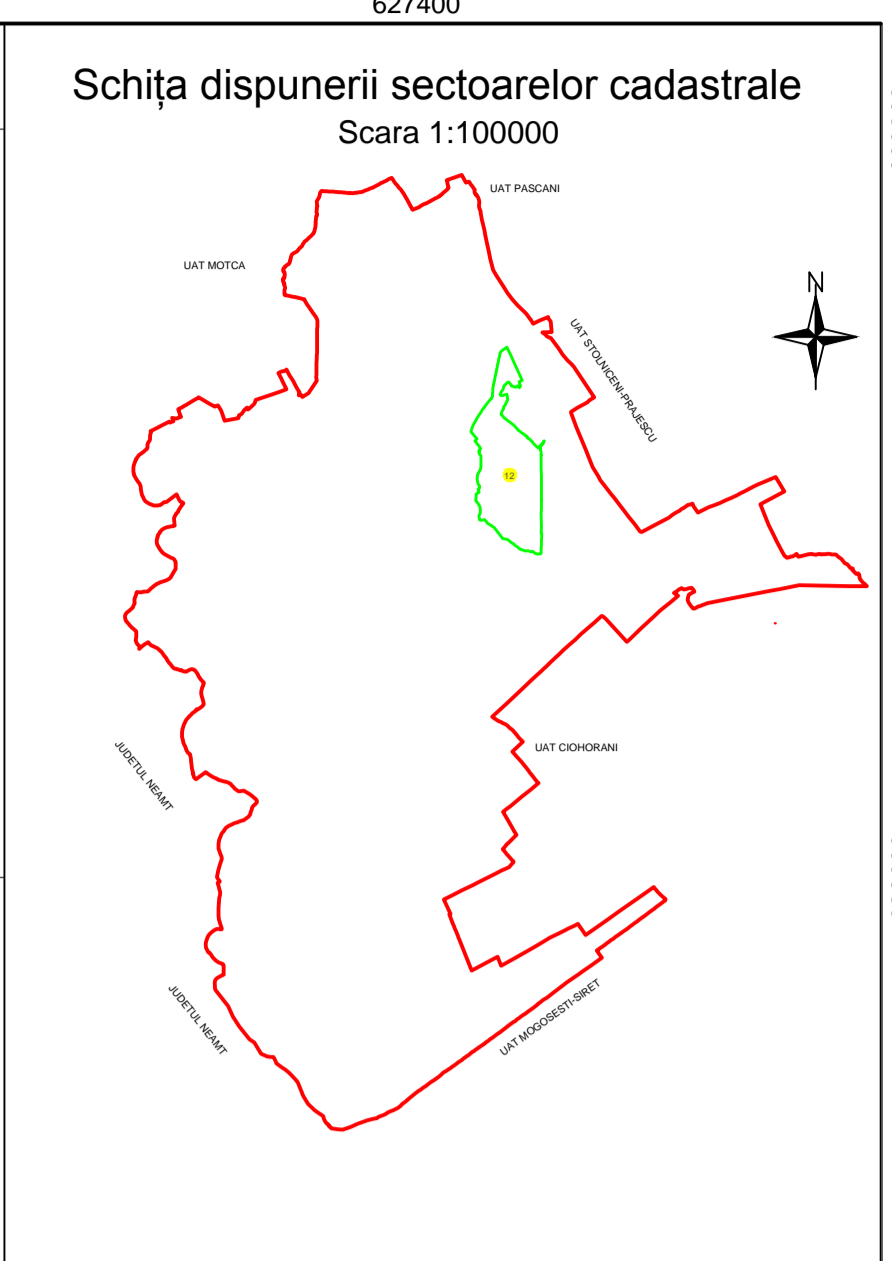 627400
Schița dispunerii sectoarelor cadastrale
Scara 1:100000
UAT PASCANI
UAT MOTCA
N
UAT STOLNICENI-PRAJESCU
12
UAT CIOHORANI
JUDETUL NEAMT
JUDETUL NEAMT
UAT MOGOSESTI-SIRET